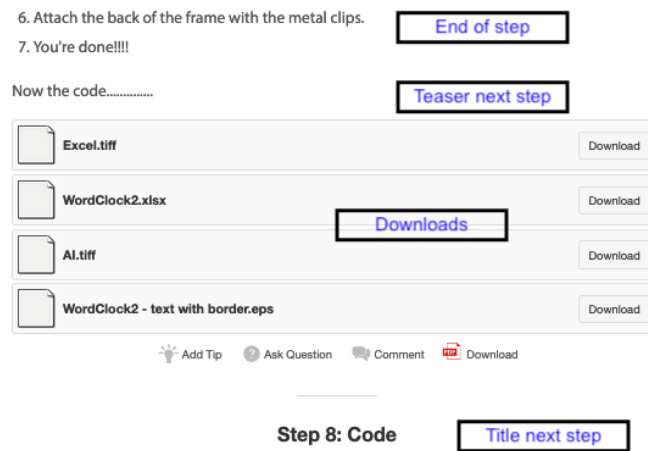 6. Attach the back of the frame with the metal clips.
End of step
7. You're done!!!!
Now the code..............
Teaser next step
Excel.tiff Download
WordClock2.xlsx Download
Downloads
AI.tiff Download
WordClock2 - text with border.eps Download
Add Tip ? Ask Question Comment PDF Download
Step 8: Code
Title next step